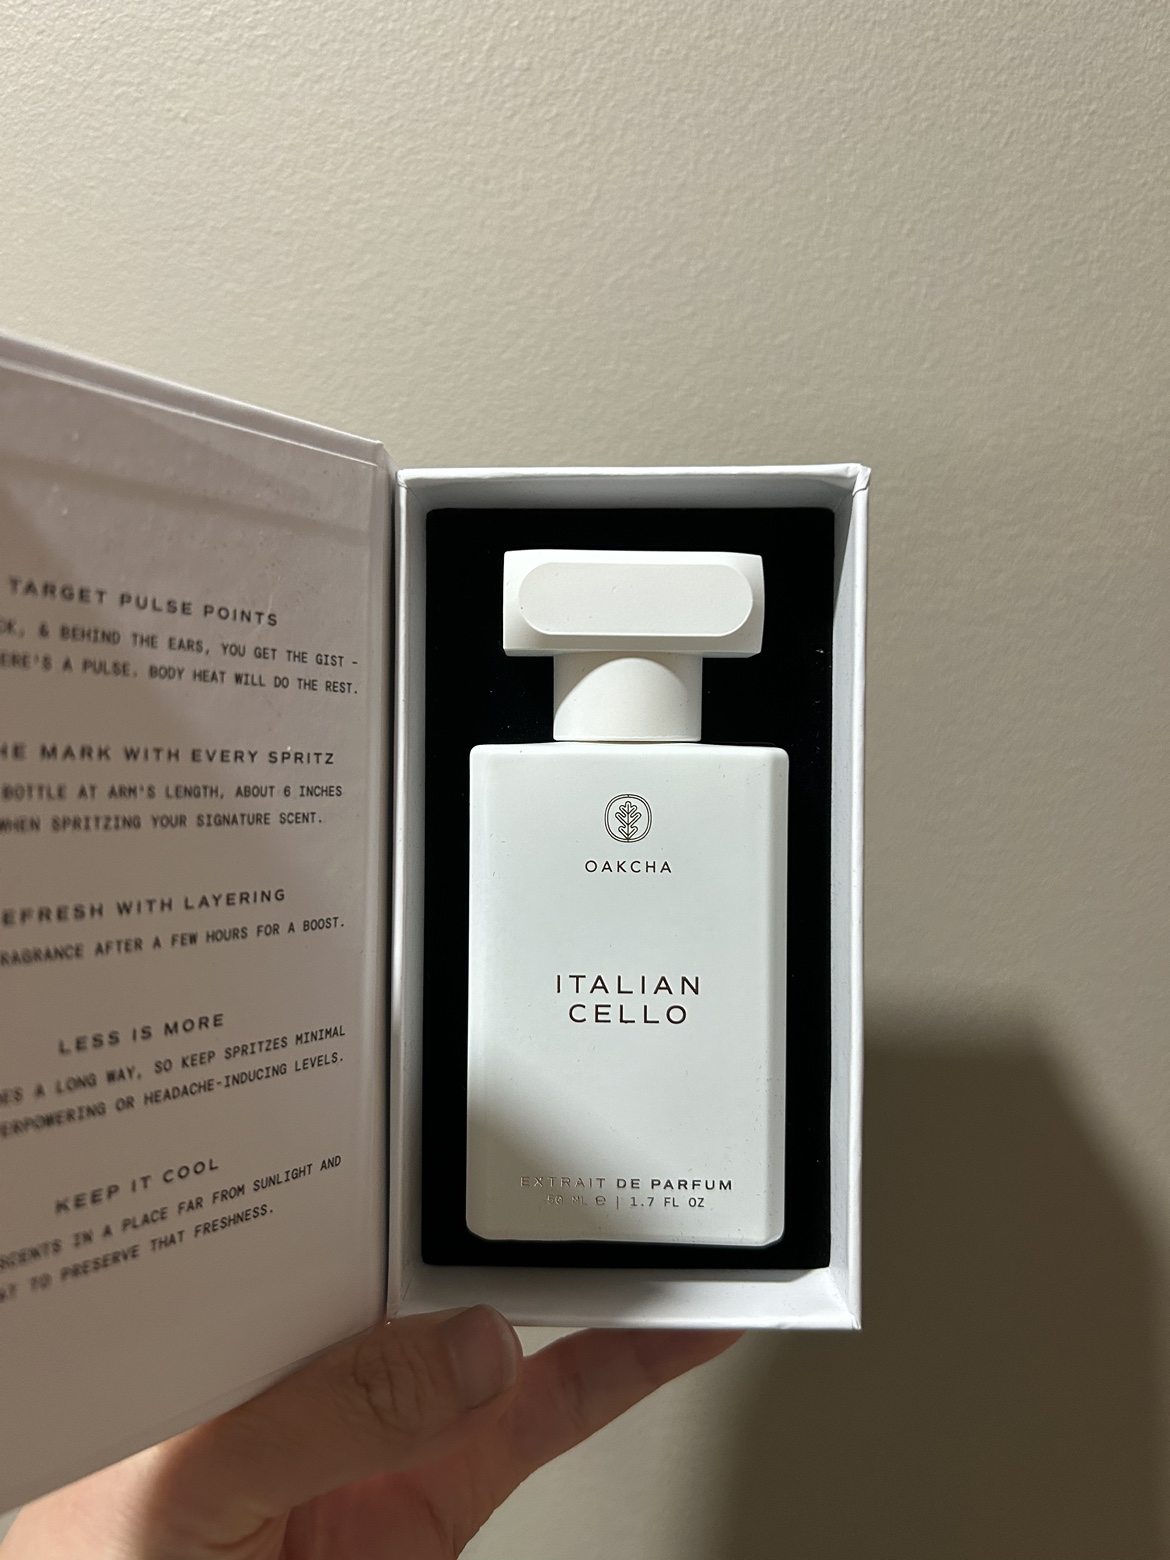 TARGET PULSE POINTS
& BEHIND THE EARS, YOU GET THE GIST –
A PULSE. BODY HEAT WILL DO THE REST.
MARK WITH EVERY SPRITZ
BOTTLE AT ARM'S LENGTH, ABOUT 6 INCHES
WHEN SPRITZING YOUR SIGNATURE SCENT.
EFRESH WITH LAYERING
RAGRANCE AFTER A FEW HOURS FOR A BOOST.
LESS IS MORE
A LONG WAY, SO KEEP SPRITZES MINIMAL
ERPOWERING OR HEADACHE-INDUCING LEVELS.
KEEP IT COOL
SCENTS IN A PLACE FAR FROM SUNLIGHT AND
TO PRESERVE THAT FRESHNESS.
OAKCHA
ITALIAN
CELLO
EXTRAIT DE PARFUM
50 ML e | 1.7 FL OZ